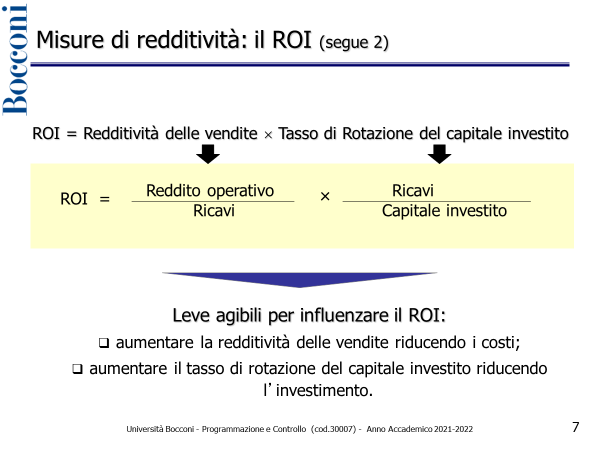 Bocconi
Misure di redditività: il ROI (segue 2)
ROI = Redditività delle vendite × Tasso di Rotazione del capitale investito
ROI = Reddito operativo × Ricavi
Ricavi Capitale investito
Leve agibili per influenzare il ROI:
❑ aumentare la redditività delle vendite riducendo i costi;
❑ aumentare il tasso di rotazione del capitale investito riducendo
l’investimento.
Università Bocconi - Programmazione e Controllo (cod.30007) - Anno Accademico 2021-2022
7